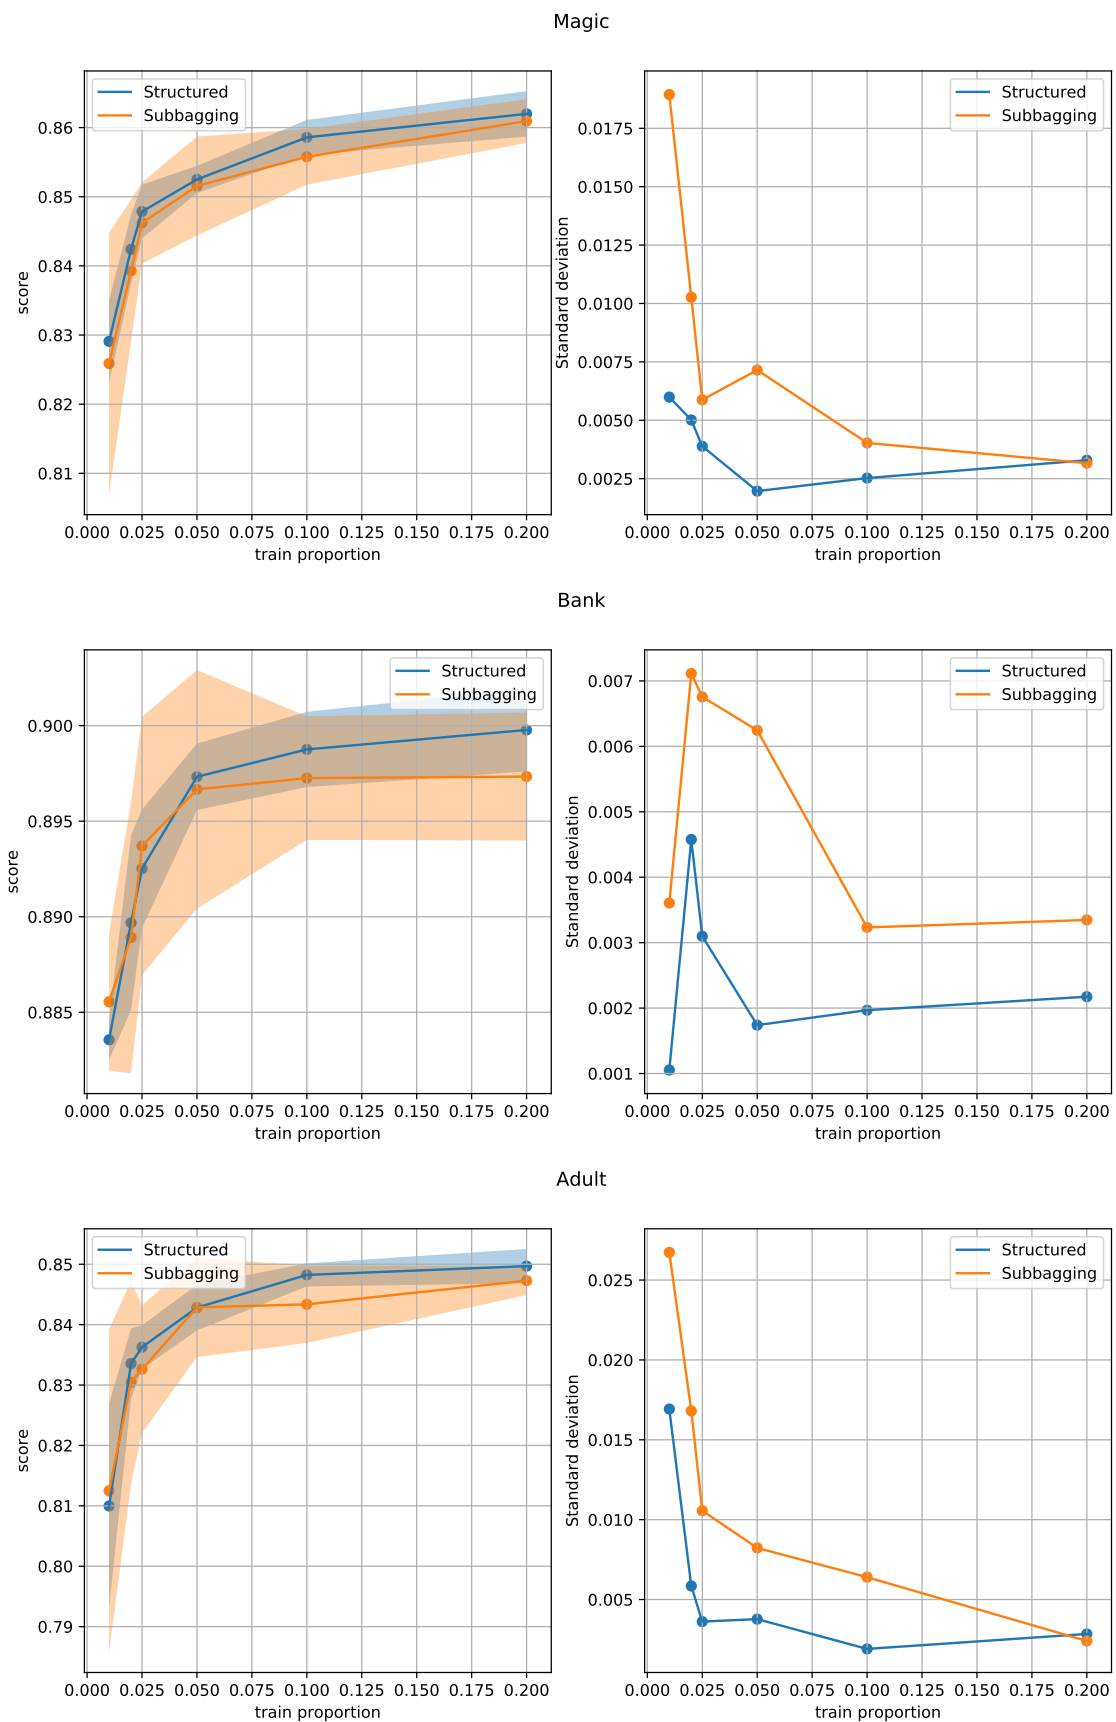 Magic
Structured
Subbagging
0.86
0.85
0.84
0.83
0.82
0.81
score
0.000 0.025 0.050 0.075 0.100 0.125 0.150 0.175 0.200
train proportion
Structured
Subbagging
0.0175
0.0150
0.0125
0.0100
0.0075
0.0050
0.0025
Standard deviation
0.000 0.025 0.050 0.075 0.100 0.125 0.150 0.175 0.200
train proportion
Bank
Structured
Subbagging
0.900
0.895
0.890
0.885
score
0.000 0.025 0.050 0.075 0.100 0.125 0.150 0.175 0.200
train proportion
Structured
Subbagging
0.007
0.006
0.005
0.004
0.003
0.002
0.001
Standard deviation
0.000 0.025 0.050 0.075 0.100 0.125 0.150 0.175 0.200
train proportion
Adult
Structured
Subbagging
0.85
0.84
0.83
0.82
0.81
0.80
0.79
score
0.000 0.025 0.050 0.075 0.100 0.125 0.150 0.175 0.200
train proportion
Structured
Subbagging
0.025
0.020
0.015
0.010
0.005
Standard deviation
0.000 0.025 0.050 0.075 0.100 0.125 0.150 0.175 0.200
train proportion